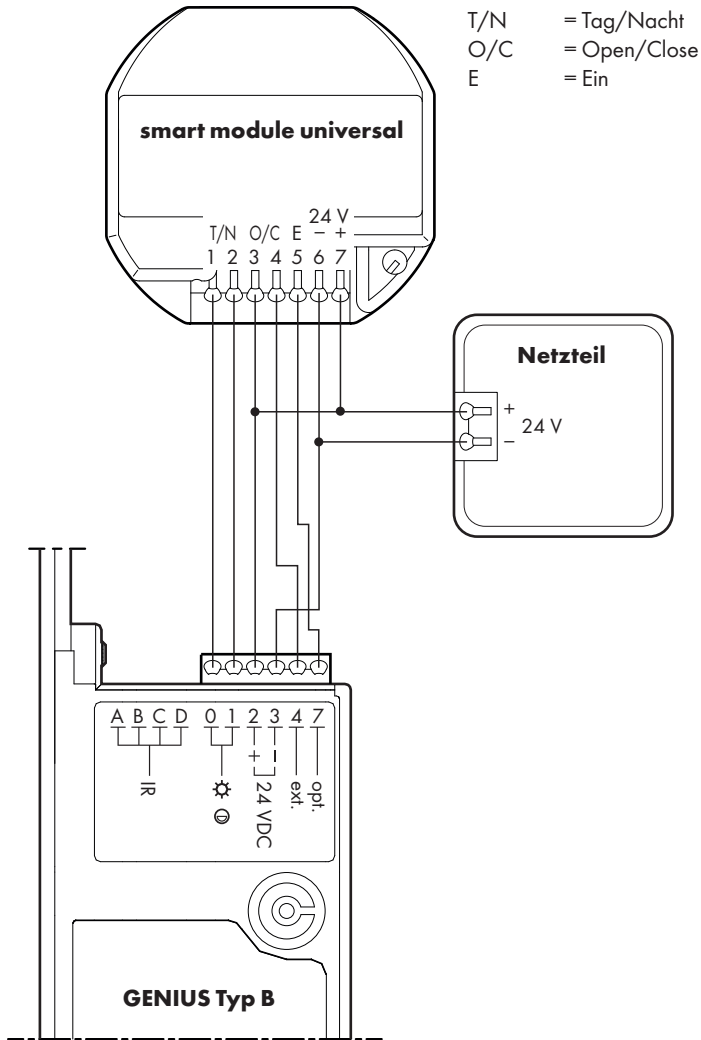 T/N = Tag/Nacht
O/C = Open/Close
E = Ein
smart module universal
24 V
T/N O/C E – +
1 2 3 4 5 6 7
Netzteil
+
24 V
–
A B C D 0 1 2 3 4 7
+ –
IR
24 VDC
ext.
opt.
GENIUS Typ B